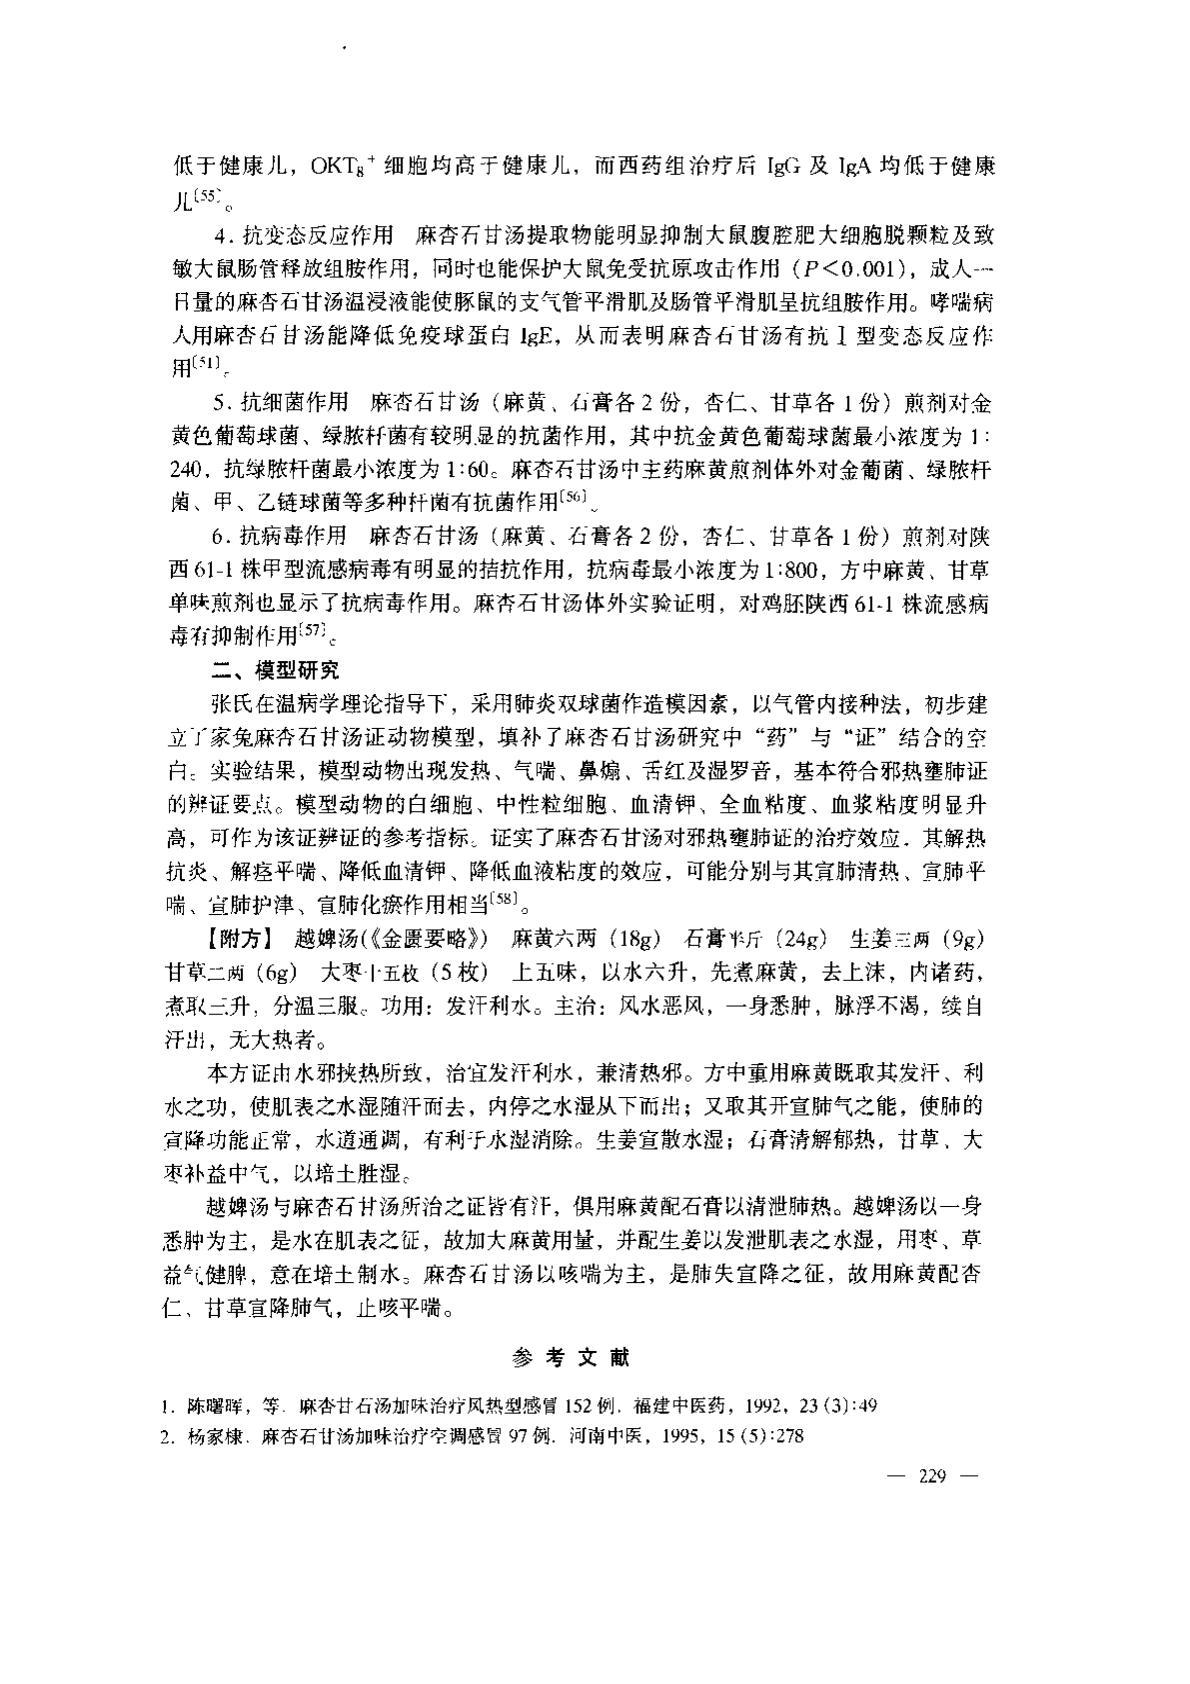 低于健康儿，OKT₈⁺ 细胞均高于健康儿，而西药组治疗后 IgG 及 IgA 均低于健康
儿〔55〕。
4. 抗变态反应作用　麻杏石甘汤提取物能明显抑制大鼠腹腔肥大细胞脱颗粒及致
敏大鼠肠管释放组胺作用，同时也能保护大鼠免受抗原攻击作用（P＜0.001），成人一
日量的麻杏石甘汤温浸液能使豚鼠的支气管平滑肌及肠管平滑肌呈抗组胺作用。哮喘病
人用麻杏石甘汤能降低免疫球蛋白 IgE，从而表明麻杏石甘汤有抗Ⅰ型变态反应作
用〔51〕。
5. 抗细菌作用　麻杏石甘汤（麻黄、石膏各 2 份，杏仁、甘草各 1 份）煎剂对金
黄色葡萄球菌、绿脓杆菌有较明显的抗菌作用，其中抗金黄色葡萄球菌最小浓度为 1:
240，抗绿脓杆菌最小浓度为 1:60。麻杏石甘汤中主药麻黄煎剂体外对金葡菌、绿脓杆
菌、甲、乙链球菌等多种杆菌有抗菌作用〔56〕。
6. 抗病毒作用　麻杏石甘汤（麻黄、石膏各 2 份，杏仁、甘草各 1 份）煎剂对陕
西 61-1 株甲型流感病毒有明显的拮抗作用，抗病毒最小浓度为 1:800，方中麻黄、甘草
单味煎剂也显示了抗病毒作用。麻杏石甘汤体外实验证明，对鸡胚陕西 61-1 株流感病
毒有抑制作用〔57〕。
二、模型研究
张氏在温病学理论指导下，采用肺炎双球菌作造模因素，以气管内接种法，初步建
立了家兔麻杏石甘汤证动物模型，填补了麻杏石甘汤研究中“药”与“证”结合的空
白。实验结果，模型动物出现发热、气喘、鼻煽、舌红及湿罗音，基本符合邪热壅肺证
的辨证要点。模型动物的白细胞、中性粒细胞、血清钾、全血粘度、血浆粘度明显升
高，可作为该证辨证的参考指标。证实了麻杏石甘汤对邪热壅肺证的治疗效应．其解热
抗炎、解痉平喘、降低血清钾、降低血液粘度的效应，可能分别与其宣肺清热、宣肺平
喘、宣肺护津、宣肺化瘀作用相当〔58〕。
【附方】　越婢汤(《金匮要略》)　麻黄六两（18g）　石膏半斤（24g）　生姜三两（9g）
甘草二两（6g）　大枣十五枚（5 枚）　上五味，以水六升，先煮麻黄，去上沫，内诸药，
煮取三升，分温三服。功用：发汗利水。主治：风水恶风，一身悉肿，脉浮不渴，续自
汗出，无大热者。
本方证由水邪挟热所致，治宜发汗利水，兼清热邪。方中重用麻黄既取其发汗、利
水之功，使肌表之水湿随汗而去，内停之水湿从下而出；又取其开宣肺气之能，使肺的
宣降功能正常，水道通调，有利于水湿消除。生姜宣散水湿；石膏清解郁热，甘草、大
枣补益中气，以培土胜湿。
越婢汤与麻杏石甘汤所治之证皆有汗，俱用麻黄配石膏以清泄肺热。越婢汤以一身
悉肿为主，是水在肌表之征，故加大麻黄用量，并配生姜以发泄肌表之水湿，用枣、草
益气健脾，意在培土制水。麻杏石甘汤以咳喘为主，是肺失宣降之征，故用麻黄配杏
仁、甘草宣降肺气，止咳平喘。
参 考 文 献
1. 陈曙晖，等. 麻杏甘石汤加味治疗风热型感冒 152 例. 福建中医药，1992，23 (3):49
2. 杨家棣. 麻杏石甘汤加味治疗空调感冒 97 例. 河南中医，1995，15 (5):278
— 229 —